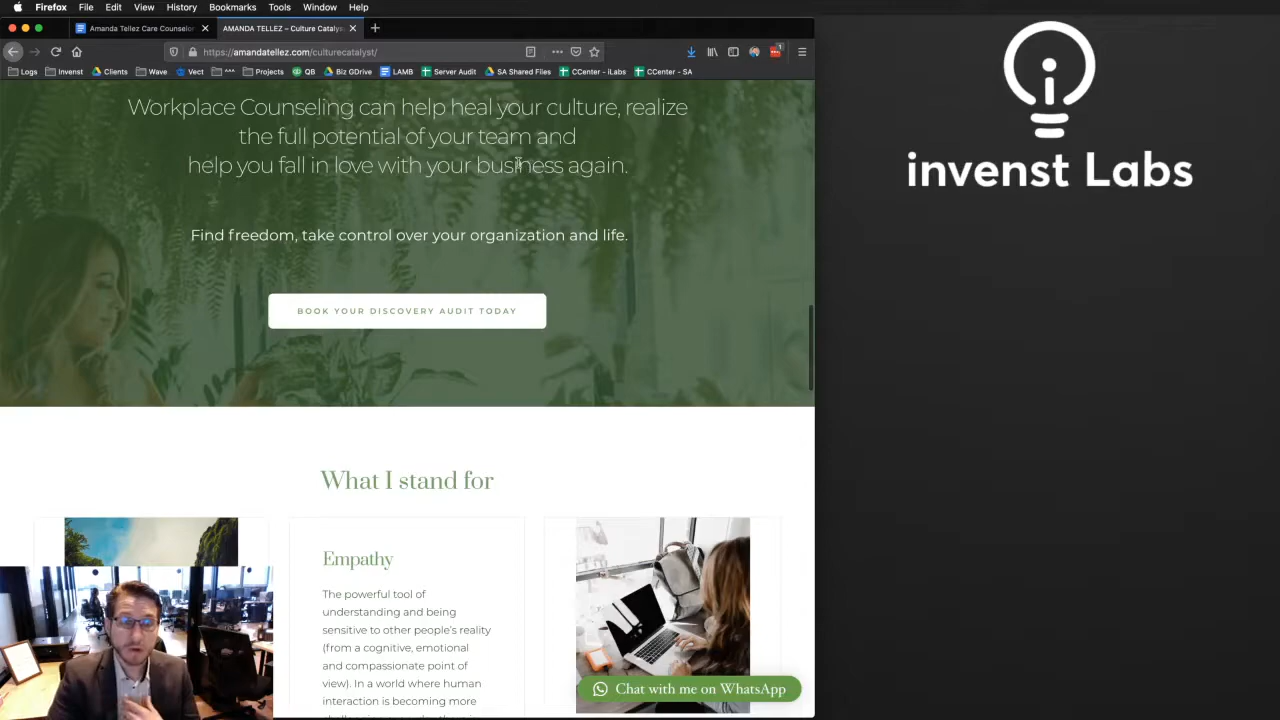 Firefox File Edit View History Bookmarks Tools Window Help
Amanda Tellez Care Counselor
AMANDA TELLEZ – Culture Catalys
https://amandatellez.com/culturecatalyst/
Logs Invenst Clients Wave Vect ^^^ Projects QB Biz GDrive LAMB Server Audit SA Shared Files CCenter - iLabs CCenter - SA
Workplace Counseling can help heal your culture, realize
the full potential of your team and
help you fall in love with your business again.
Find freedom, take control over your organization and life.
BOOK YOUR DISCOVERY AUDIT TODAY
What I stand for
Empathy
The powerful tool of
understanding and being
sensitive to other people's reality
(from a cognitive, emotional
and compassionate point of
view). In a world where human
interaction is becoming more
Chat with me on WhatsApp
invenst Labs